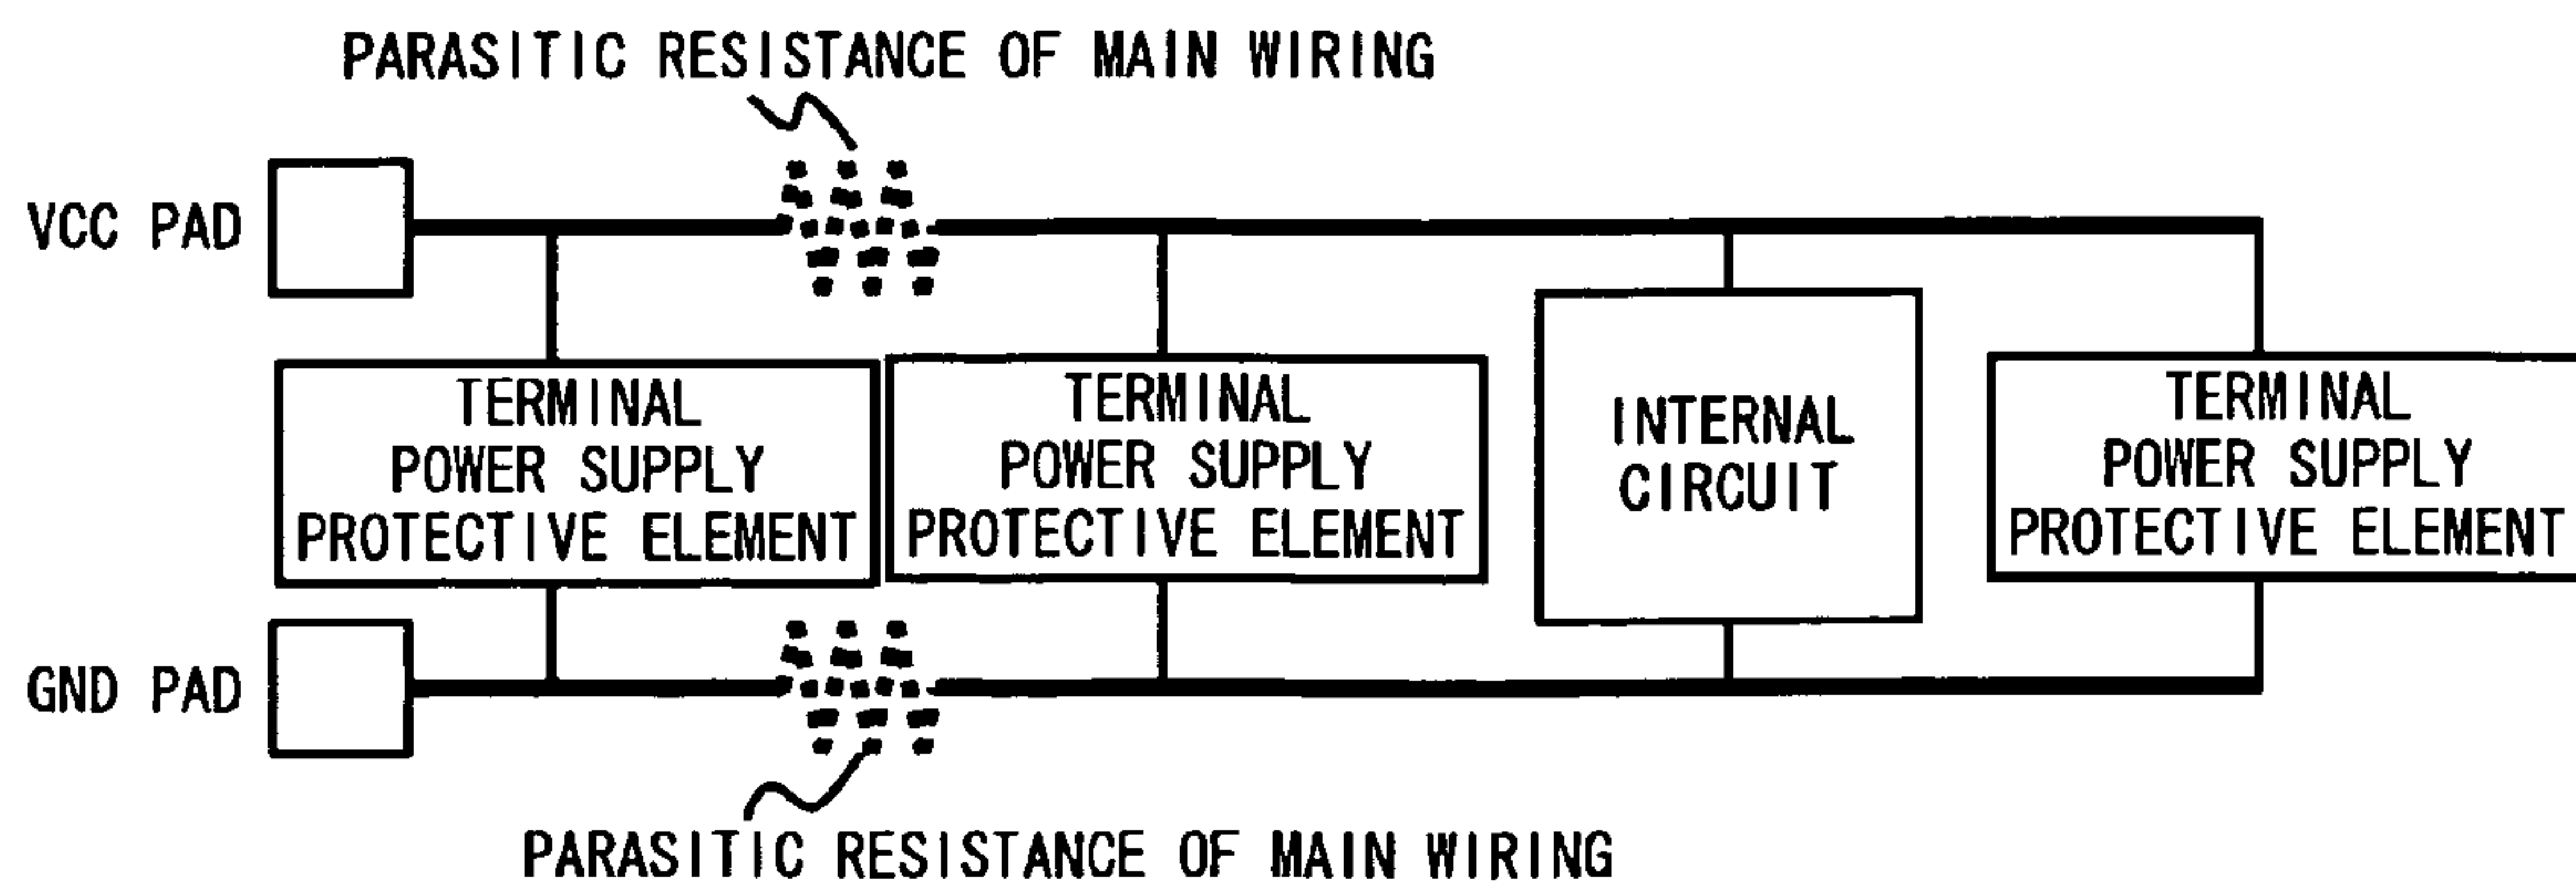 PARASITIC RESISTANCE OF MAIN WIRING
VCC PAD
TERMINAL
POWER SUPPLY
PROTECTIVE ELEMENT
TERMINAL
POWER SUPPLY
PROTECTIVE ELEMENT
INTERNAL
CIRCUIT
TERMINAL
POWER SUPPLY
PROTECTIVE ELEMENT
GND PAD
PARASITIC RESISTANCE OF MAIN WIRING